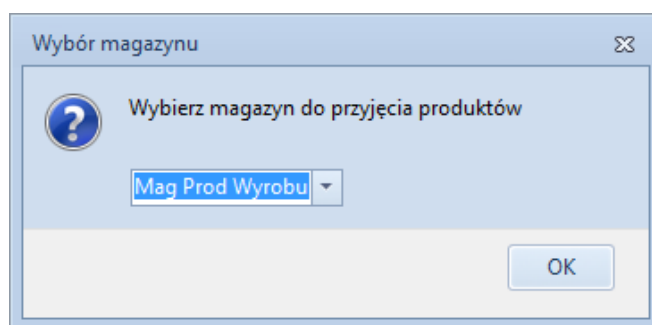 Wybór magazynu
Wybierz magazyn do przyjęcia produktów
Mag Prod Wyrobu
OK